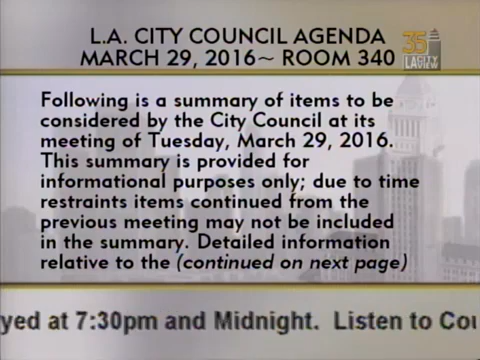 L.A. CITY COUNCIL AGENDA
MARCH 29, 2016~ ROOM 340
35
LACITY
VIEW
Following is a summary of items to be
considered by the City Council at its
meeting of Tuesday, March 29, 2016.
This summary is provided for
informational purposes only; due to time
restraints items continued from the
previous meeting may not be included
in the summary. Detailed information
relative to the (continued on next page)
yed at 7:30pm and Midnight. Listen to Cou